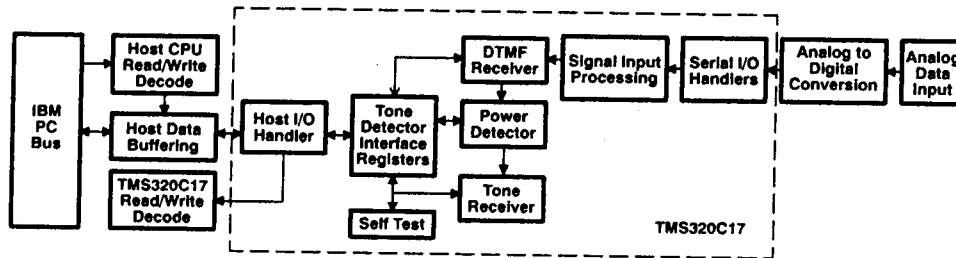 IBM
PC
Bus
Host CPU
Read/Write
Decode
Host Data
Buffering
TMS320C17
Read/Write
Decode
Host I/O
Handler
Tone
Detector
Interface
Registers
Self Test
DTMF
Receiver
Power
Detector
Tone
Receiver
Signal Input
Processing
Serial I/O
Handlers
TMS320C17
Analog to
Digital
Conversion
Analog
Data
Input